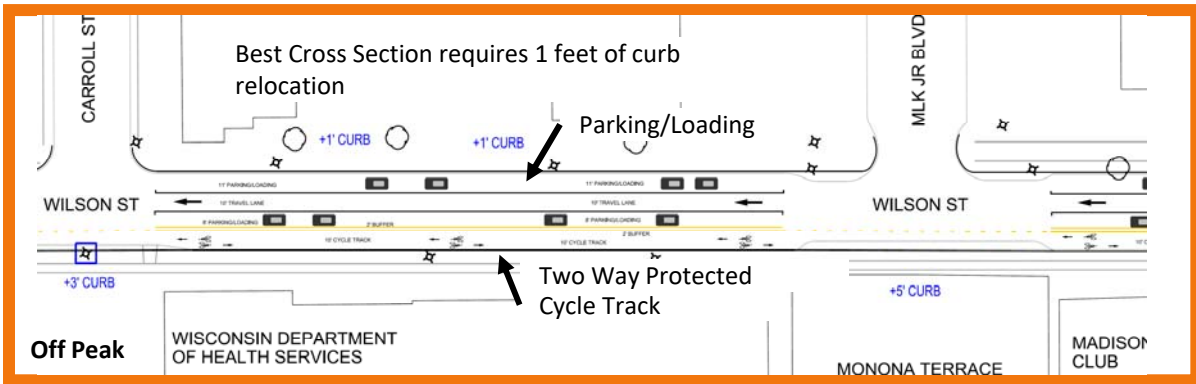 CARROLL ST
Best Cross Section requires 1 feet of curb
relocation
MLK JR BLVD
+1' CURB
+1' CURB
Parking/Loading
11' PARKING/LOADING
11' PARKING/LOADING
WILSON ST
10' TRAVEL LANE
10' TRAVEL LANE
WILSON ST
8' PARKING/LOADING
8' PARKING/LOADING
2' BUFFER
2' BUFFER
10' CYCLE TRACK
10' CYCLE TRACK
+3' CURB
Two Way Protected
Cycle Track
+5' CURB
Off Peak
WISCONSIN DEPARTMENT
OF HEALTH SERVICES
MONONA TERRACE
MADISON
CLUB